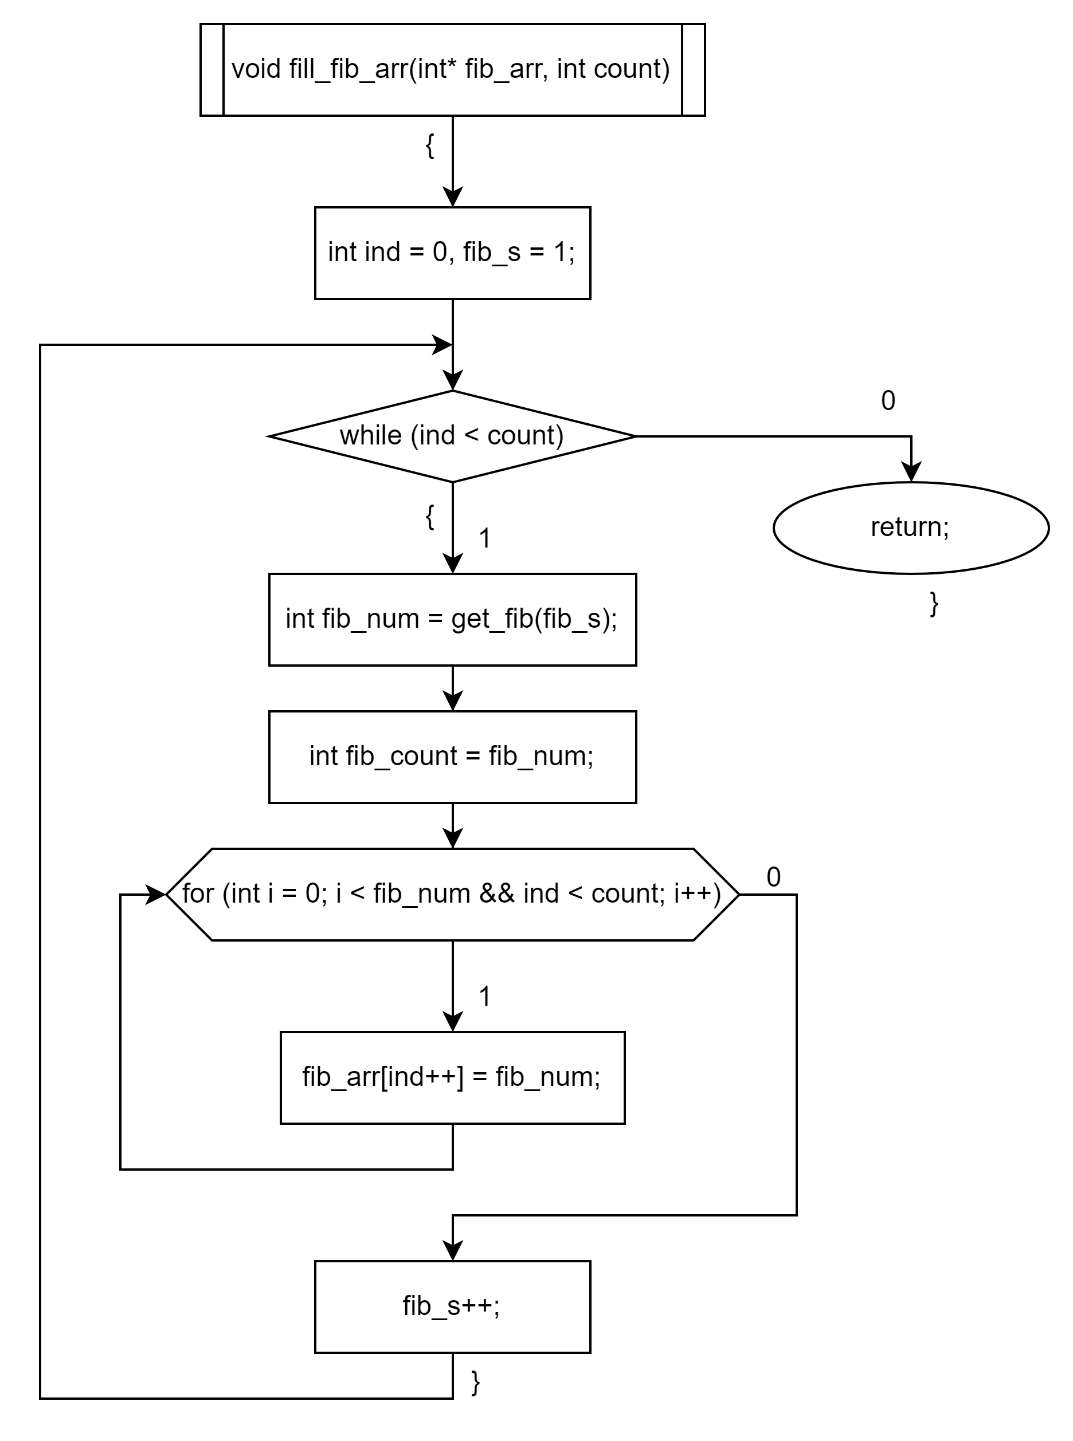 void fill_fib_arr(int* fib_arr, int count)
{
int ind = 0, fib_s = 1;
while (ind < count)
0
return;
}
{
1
int fib_num = get_fib(fib_s);
int fib_count = fib_num;
for (int i = 0; i < fib_num && ind < count; i++)
0
1
fib_arr[ind++] = fib_num;
fib_s++;
}